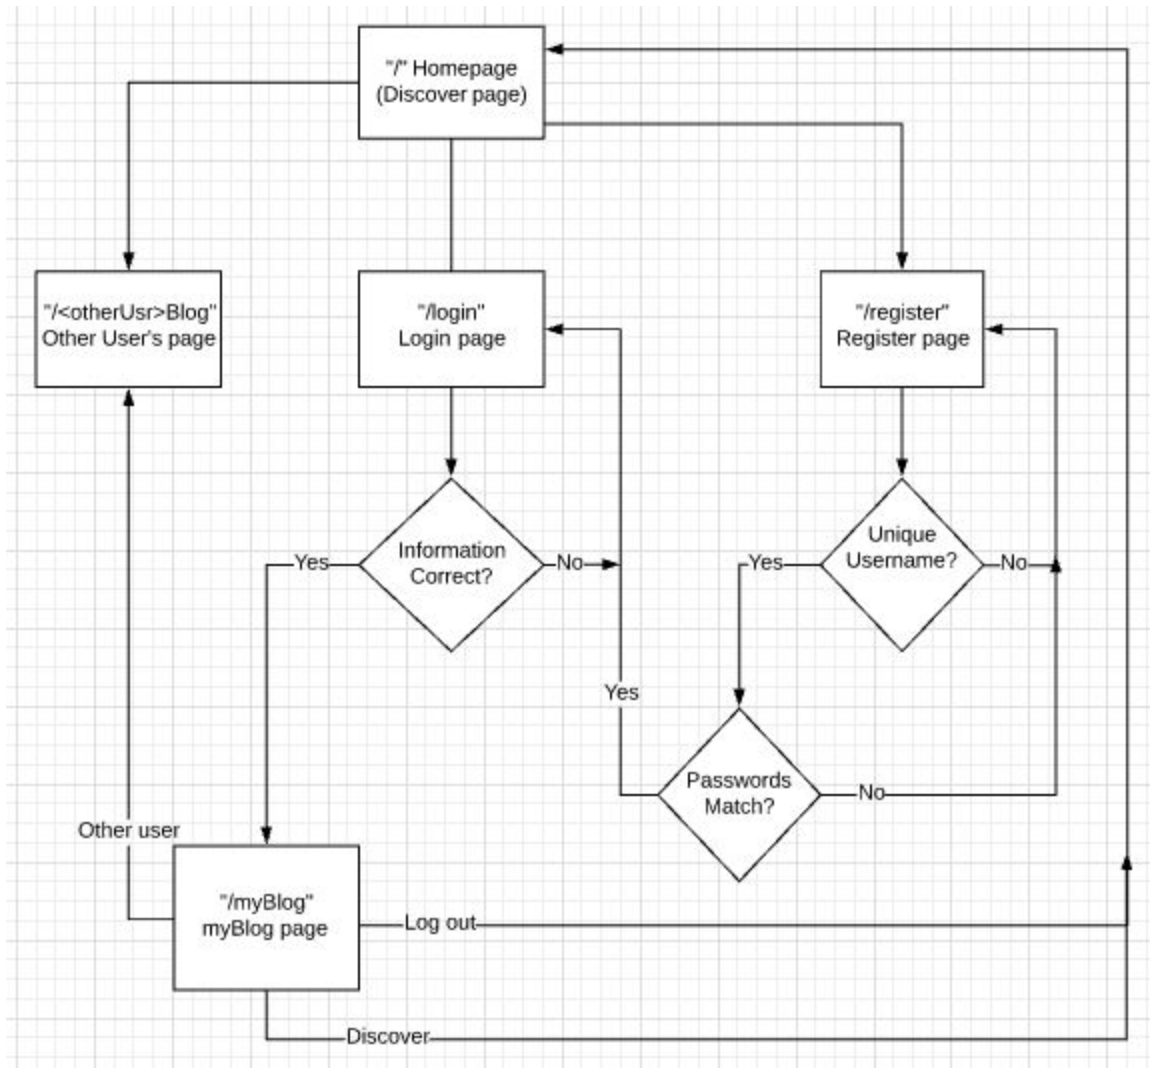 "/" Homepage
(Discover page)
"/<otherUsr>Blog"
Other User's page
"/login"
Login page
"/register"
Register page
Information
Correct?
Yes
No
Unique
Username?
Yes
No
Yes
Passwords
Match?
No
Other user
"/myBlog"
myBlog page
Log out
Discover